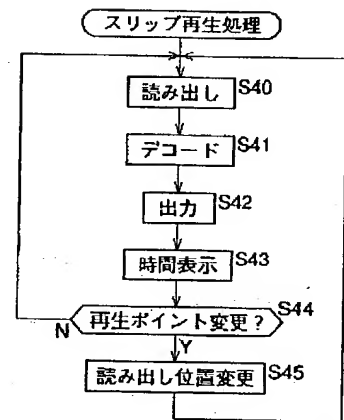 スリップ再生処理
読み出し S40
デコード S41
出力 S42
時間表示 S43
再生ポイント変更? S44
N
Y
読み出し位置変更 S45